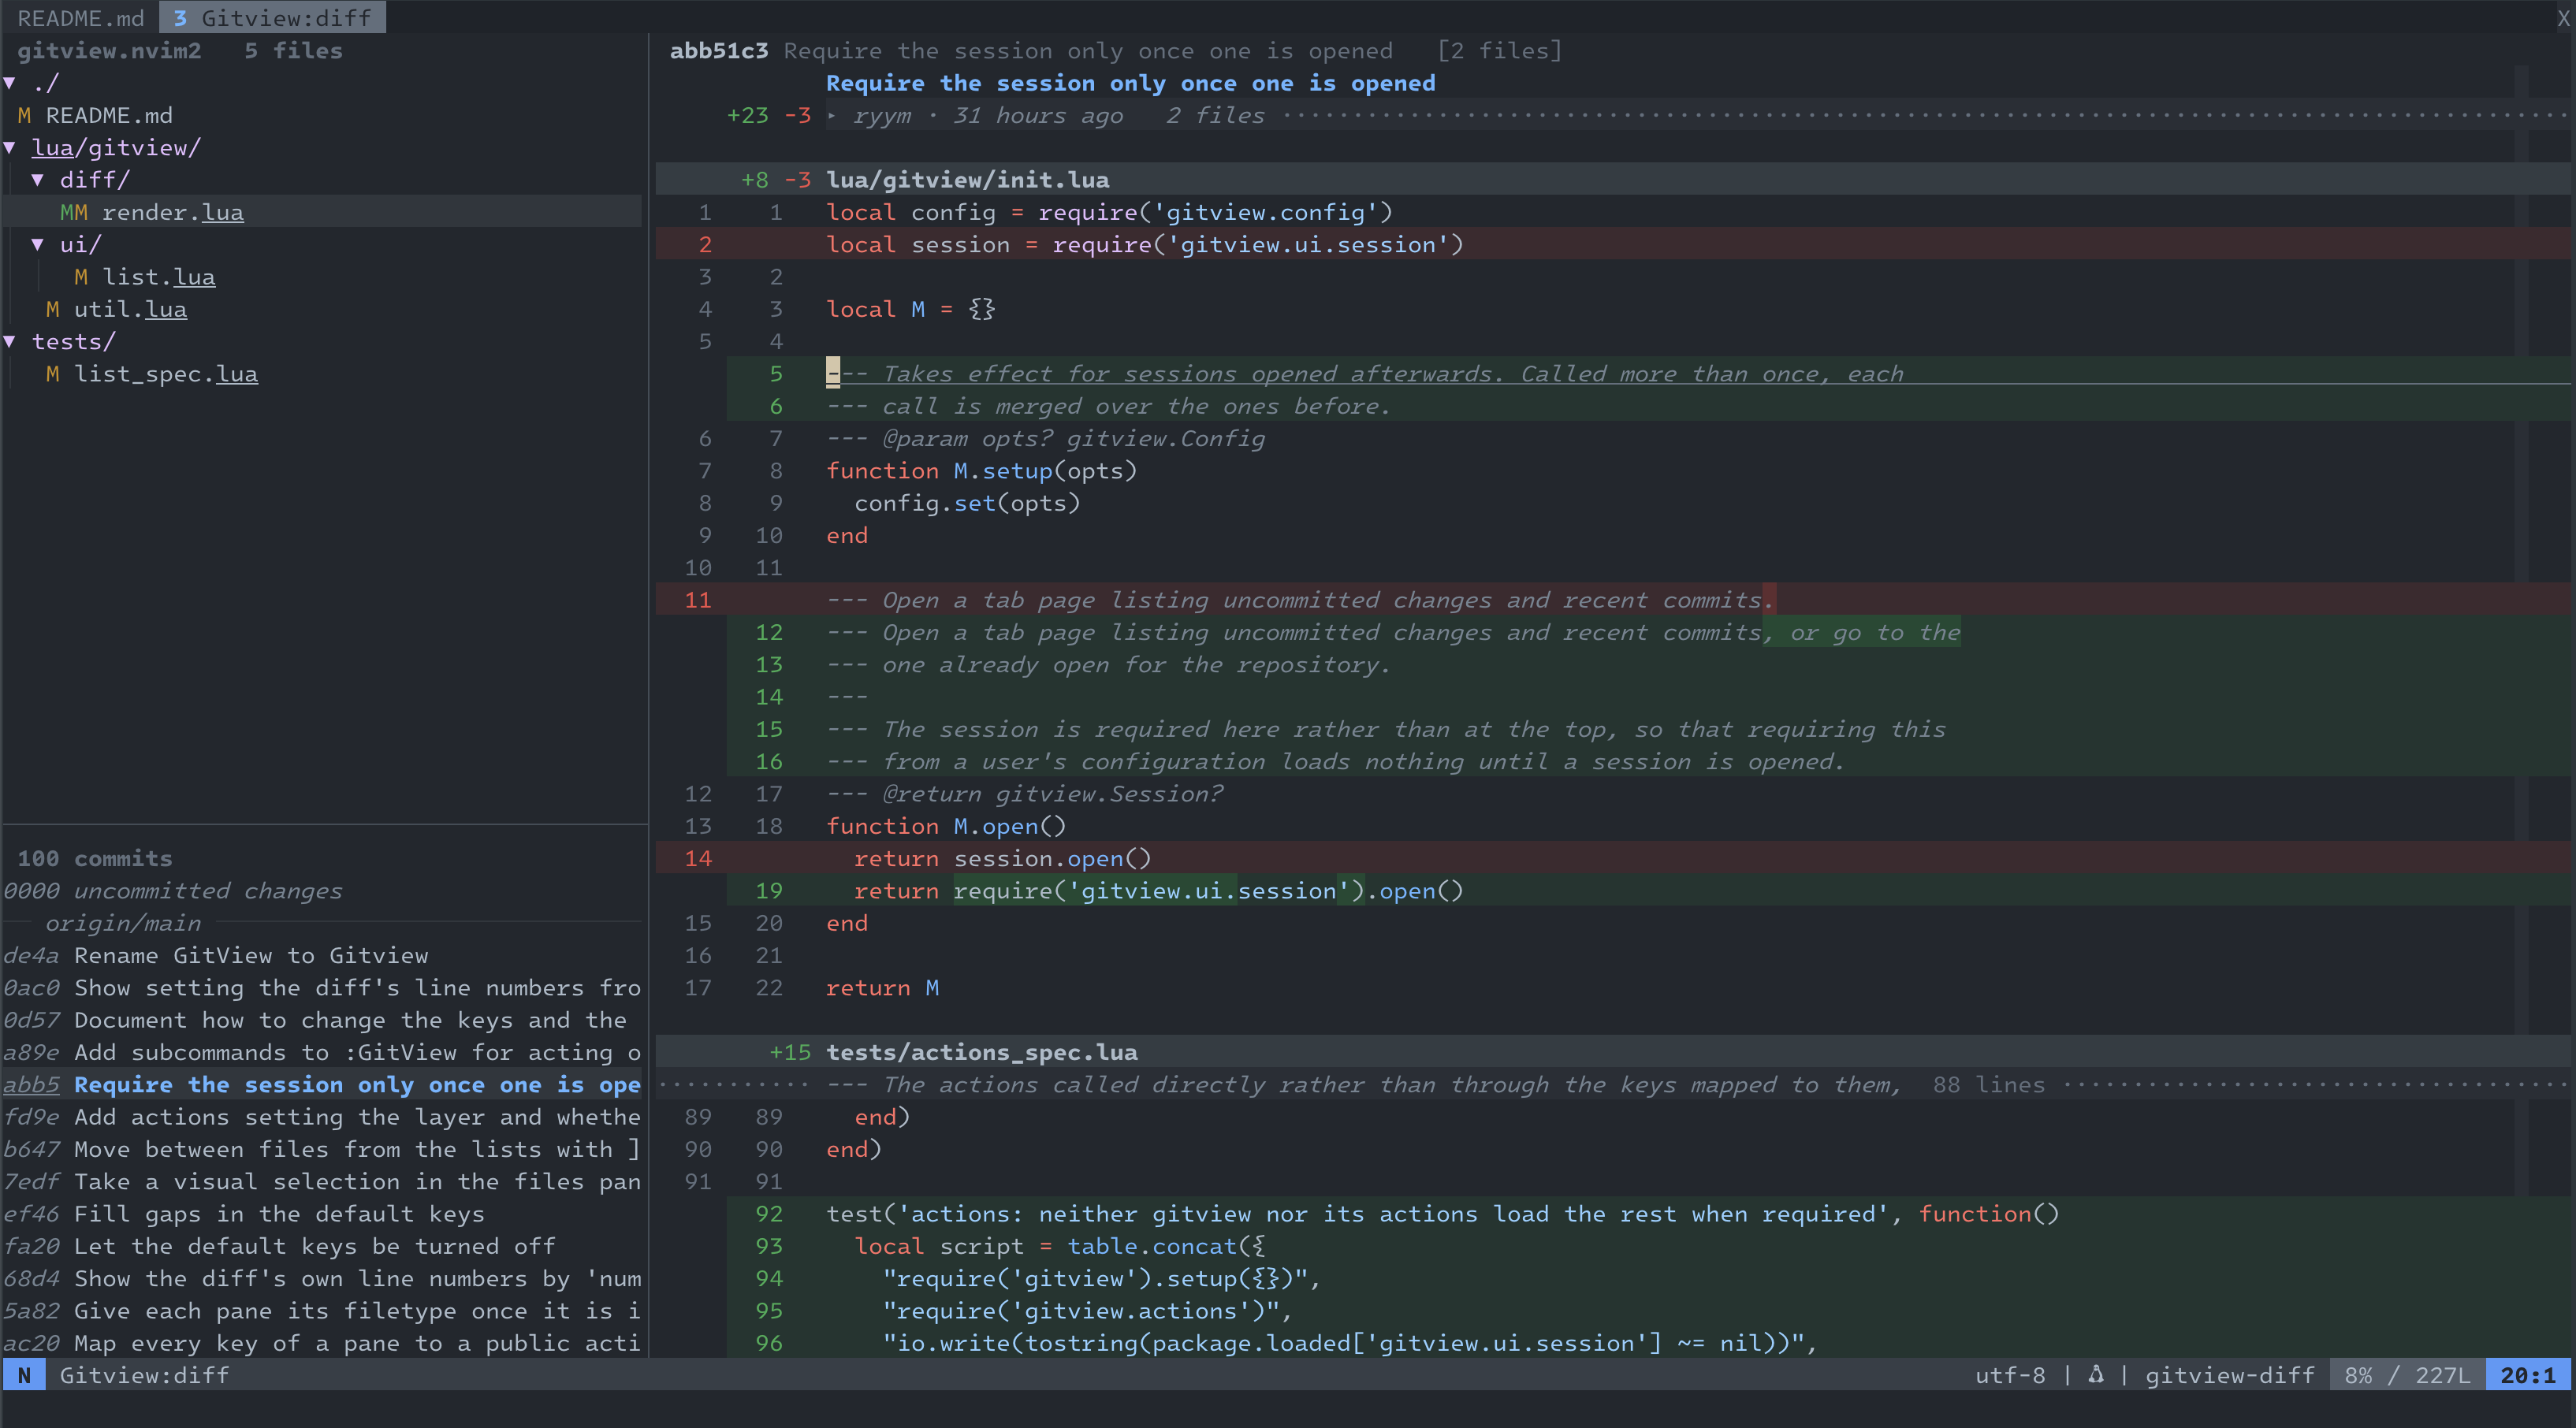 README.md  3 Gitview:diff  X
gitview.nvim2   5 files
▼ ./
M README.md
▼ lua/gitview/
▼ diff/
MM render.lua
▼ ui/
M list.lua
M util.lua
▼ tests/
M list_spec.lua
100 commits
0000 uncommitted changes
origin/main
de4a Rename GitView to Gitview
0ac0 Show setting the diff's line numbers fro
0d57 Document how to change the keys and the
a89e Add subcommands to :GitView for acting o
abb5 Require the session only once one is ope
fd9e Add actions setting the layer and whethe
b647 Move between files from the lists with ]
7edf Take a visual selection in the files pan
ef46 Fill gaps in the default keys
fa20 Let the default keys be turned off
68d4 Show the diff's own line numbers by 'num
5a82 Give each pane its filetype once it is i
ac20 Map every key of a pane to a public acti
abb51c3 Require the session only once one is opened   [2 files]
Require the session only once one is opened
+23 -3 ▸ ryym · 31 hours ago   2 files
+8 -3 lua/gitview/init.lua
1 1 local config = require('gitview.config')
2 local session = require('gitview.ui.session')
3 2
4 3 local M = {}
5 4
5 --- Takes effect for sessions opened afterwards. Called more than once, each
6 --- call is merged over the ones before.
6 7 --- @param opts? gitview.Config
7 8 function M.setup(opts)
8 9   config.set(opts)
9 10 end
10 11
11 --- Open a tab page listing uncommitted changes and recent commits.
12 --- Open a tab page listing uncommitted changes and recent commits, or go to the
13 --- one already open for the repository.
14 ---
15 --- The session is required here rather than at the top, so that requiring this
16 --- from a user's configuration loads nothing until a session is opened.
12 17 --- @return gitview.Session?
13 18 function M.open()
14   return session.open()
19   return require('gitview.ui.session').open()
15 20 end
16 21
17 22 return M
+15 tests/actions_spec.lua
--- The actions called directly rather than through the keys mapped to them,  88 lines
89 89   end)
90 90 end)
91 91
92 test('actions: neither gitview nor its actions load the rest when required', function()
93   local script = table.concat({
94     "require('gitview').setup({})",
95     "require('gitview.actions')",
96     "io.write(tostring(package.loaded['gitview.ui.session'] ~= nil))",
N Gitview:diff  utf-8 | | gitview-diff  8% / 227L  20:1